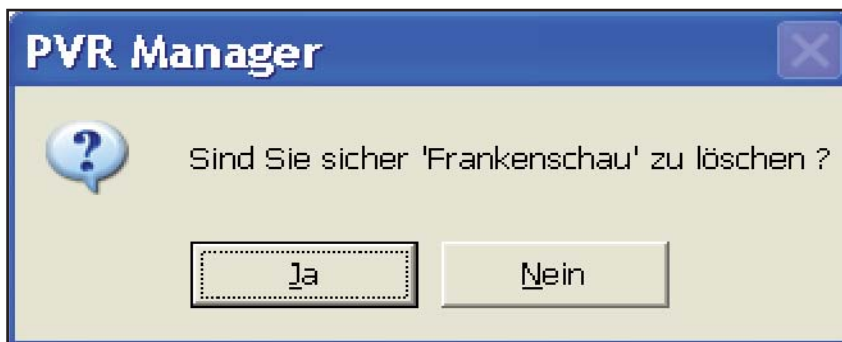 PVR Manager
Sind Sie sicher 'Frankenschau' zu löschen ?
Ja
Nein